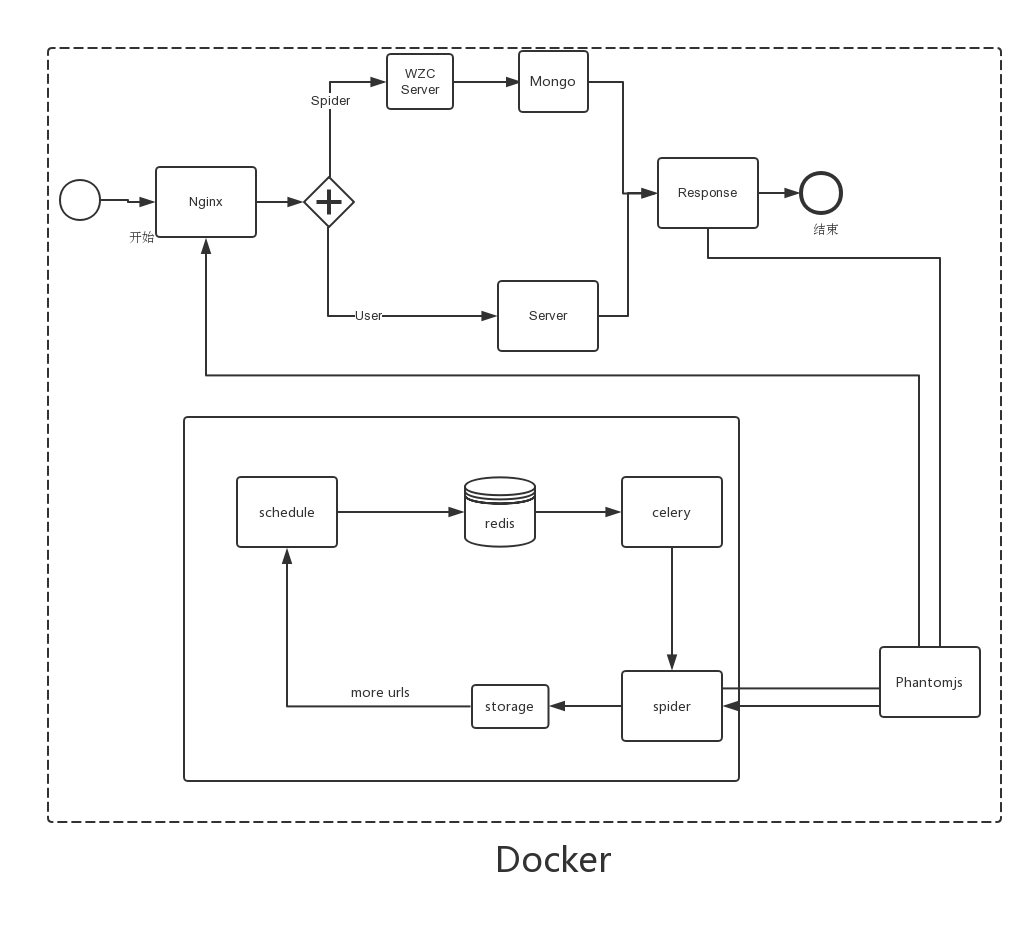 WZC
Server
Mongo
Spider
Nginx
Response
开始
结束
User
Server
schedule
redis
celery
more urls
storage
spider
Phantomjs
Docker